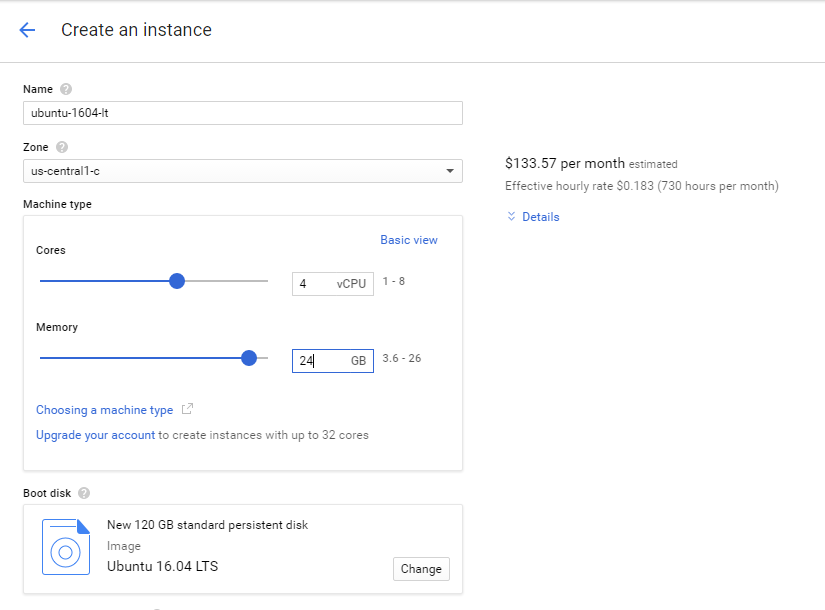 Create an instance
Name
ubuntu-1604-lt
Zone
us-central1-c
$133.57 per month estimated
Effective hourly rate $0.183 (730 hours per month)
Details
Machine type
Basic view
Cores
4 vCPU 1 - 8
Memory
24 GB 3.6 - 26
Choosing a machine type
Upgrade your account to create instances with up to 32 cores
Boot disk
New 120 GB standard persistent disk
Image
Ubuntu 16.04 LTS
Change